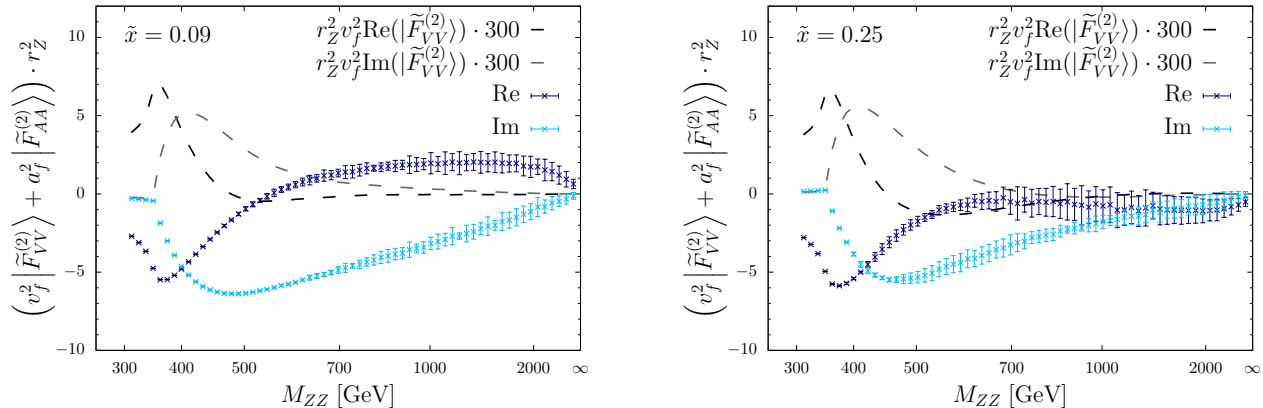 (v_f^2 |F̃_VV^(2)⟩ + a_f^2 |F̃_AA^(2)⟩) · r_Z^2
x̃ = 0.09
r_Z^2 v_f^2 Re(|F̃_VV^(2)⟩) · 300
r_Z^2 v_f^2 Im(|F̃_VV^(2)⟩) · 300
Re
Im
10
5
0
−5
−10
300 400 500 700 1000 2000 ∞
M_ZZ [GeV]
(v_f^2 |F̃_VV^(2)⟩ + a_f^2 |F̃_AA^(2)⟩) · r_Z^2
x̃ = 0.25
r_Z^2 v_f^2 Re(|F̃_VV^(2)⟩) · 300
r_Z^2 v_f^2 Im(|F̃_VV^(2)⟩) · 300
Re
Im
10
5
0
−5
−10
300 400 500 700 1000 2000 ∞
M_ZZ [GeV]